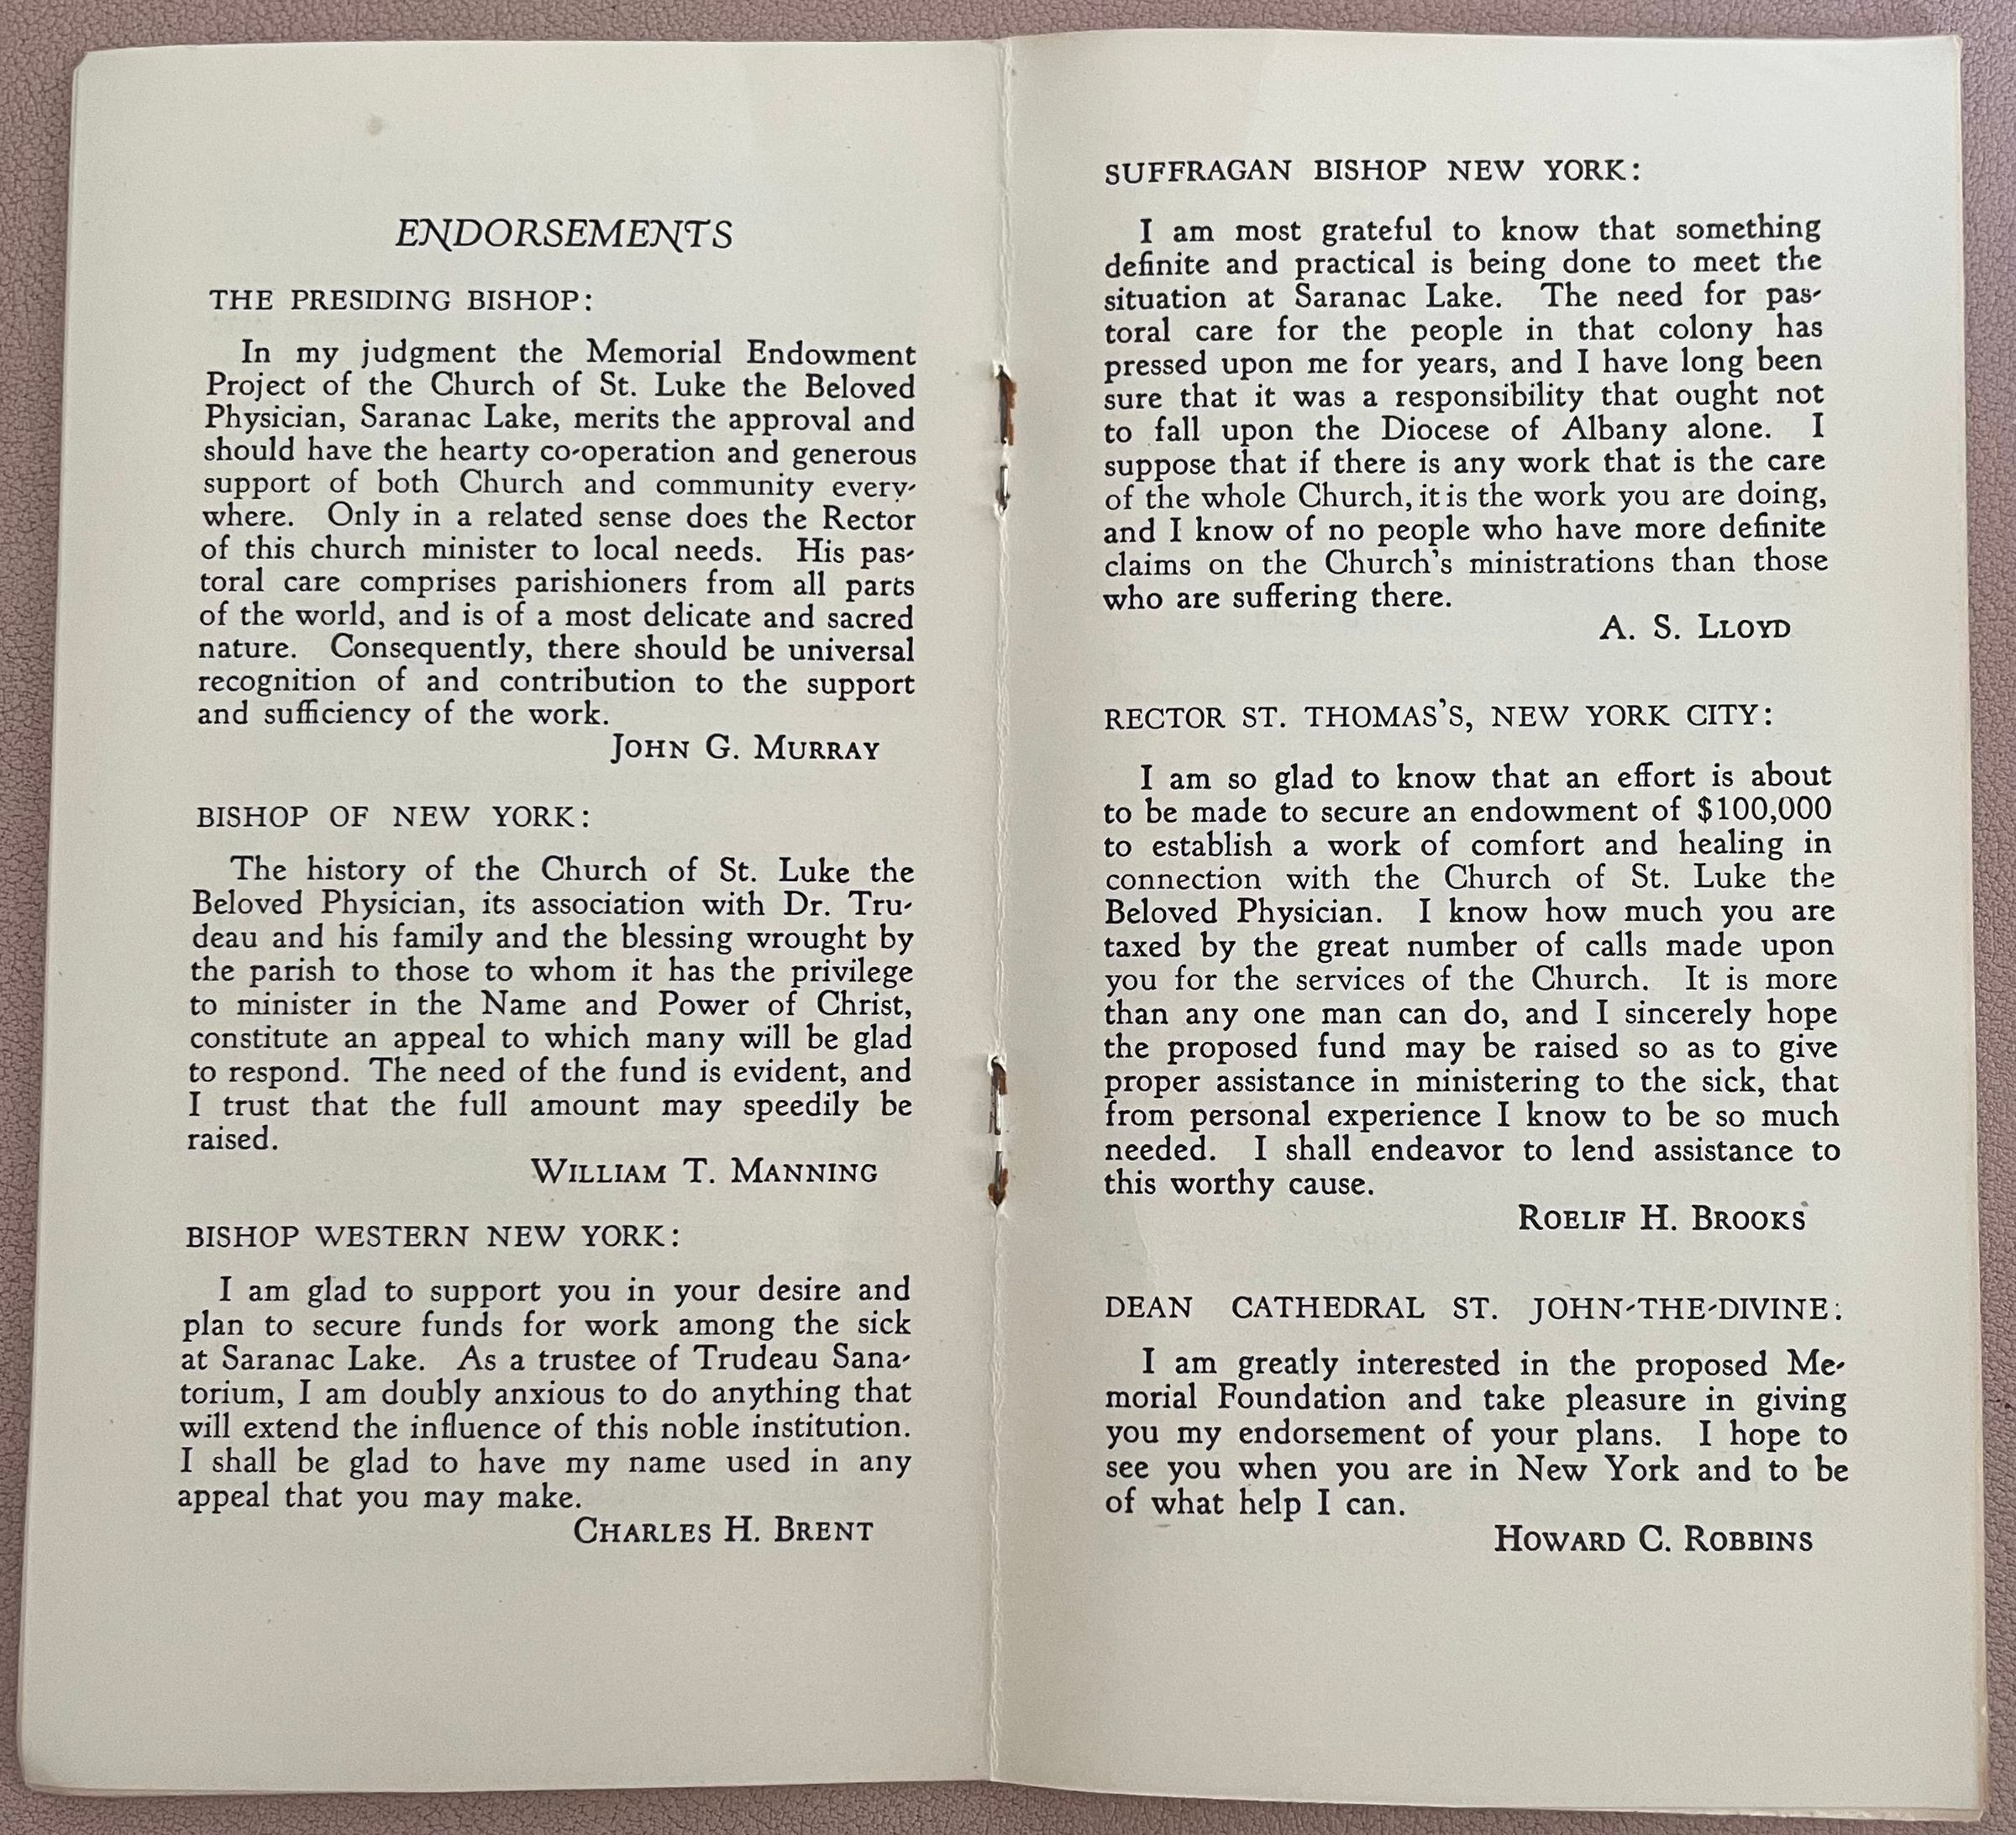 ENDORSEMENTS
THE PRESIDING BISHOP:
In my judgment the Memorial Endowment
Project of the Church of St. Luke the Beloved
Physician, Saranac Lake, merits the approval and
should have the hearty co-operation and generous
support of both Church and community every-
where. Only in a related sense does the Rector
of this church minister to local needs. His pas-
toral care comprises parishioners from all parts
of the world, and is of a most delicate and sacred
nature. Consequently, there should be universal
recognition of and contribution to the support
and sufficiency of the work.
JOHN G. MURRAY
BISHOP OF NEW YORK:
The history of the Church of St. Luke the
Beloved Physician, its association with Dr. Tru-
deau and his family and the blessing wrought by
the parish to those to whom it has the privilege
to minister in the Name and Power of Christ,
constitute an appeal to which many will be glad
to respond. The need of the fund is evident, and
I trust that the full amount may speedily be
raised.
WILLIAM T. MANNING
BISHOP WESTERN NEW YORK:
I am glad to support you in your desire and
plan to secure funds for work among the sick
at Saranac Lake. As a trustee of Trudeau Sana-
torium, I am doubly anxious to do anything that
will extend the influence of this noble institution.
I shall be glad to have my name used in any
appeal that you may make.
CHARLES H. BRENT
SUFFRAGAN BISHOP NEW YORK:
I am most grateful to know that something
definite and practical is being done to meet the
situation at Saranac Lake. The need for pas-
toral care for the people in that colony has
pressed upon me for years, and I have long been
sure that it was a responsibility that ought not
to fall upon the Diocese of Albany alone. I
suppose that if there is any work that is the care
of the whole Church, it is the work you are doing,
and I know of no people who have more definite
claims on the Church's ministrations than those
who are suffering there.
A. S. LLOYD
RECTOR ST. THOMAS'S, NEW YORK CITY:
I am so glad to know that an effort is about
to be made to secure an endowment of $100,000
to establish a work of comfort and healing in
connection with the Church of St. Luke the
Beloved Physician. I know how much you are
taxed by the great number of calls made upon
you for the services of the Church. It is more
than any one man can do, and I sincerely hope
the proposed fund may be raised so as to give
proper assistance in ministering to the sick, that
from personal experience I know to be so much
needed. I shall endeavor to lend assistance to
this worthy cause.
ROELIF H. BROOKS
DEAN CATHEDRAL ST. JOHN-THE-DIVINE:
I am greatly interested in the proposed Me-
morial Foundation and take pleasure in giving
you my endorsement of your plans. I hope to
see you when you are in New York and to be
of what help I can.
HOWARD C. ROBBINS